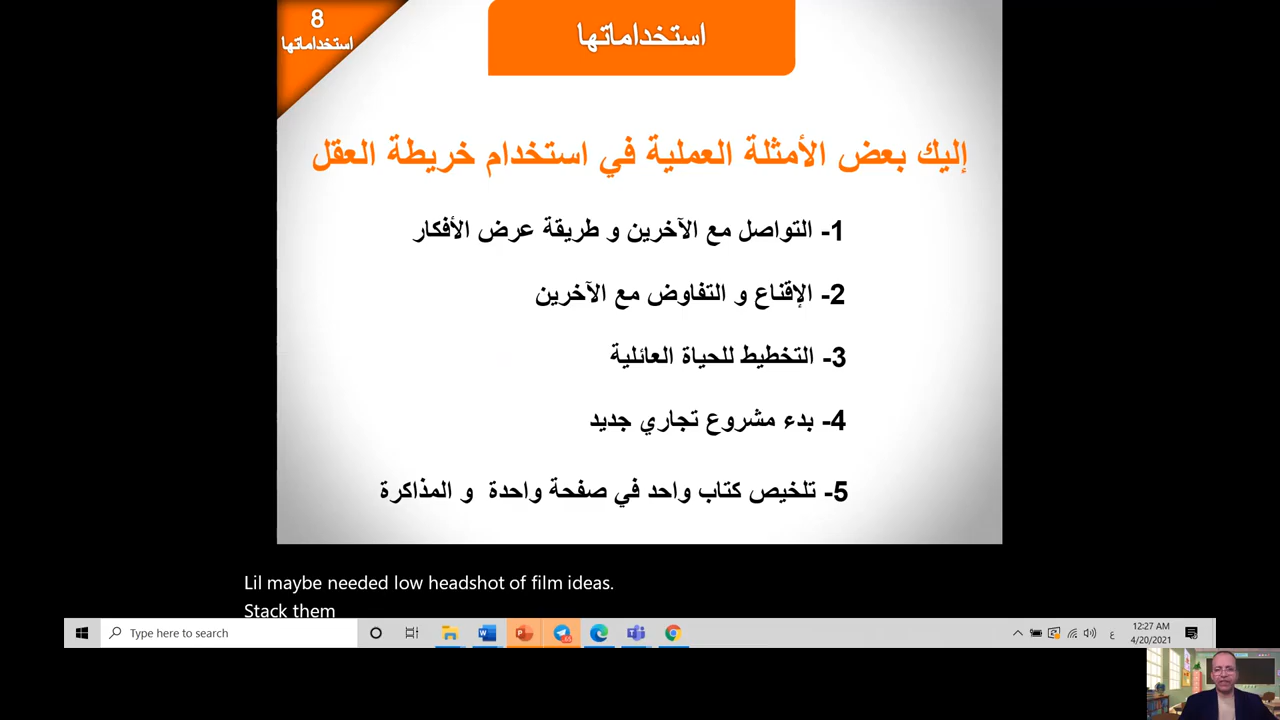 8
استخداماتها
استخداماتها
إليك بعض الأمثلة العملية في استخدام خريطة العقل
1- التواصل مع الآخرين و طريقة عرض الأفكار
2- الإقناع و التفاوض مع الآخرين
3- التخطيط للحياة العائلية
4- بدء مشروع تجاري جديد
5- تلخيص كتاب واحد في صفحة واحدة و المذاكرة
Lil maybe needed low headshot of film ideas.
Stack them
Type here to search
ع
12:27 AM
4/20/2021